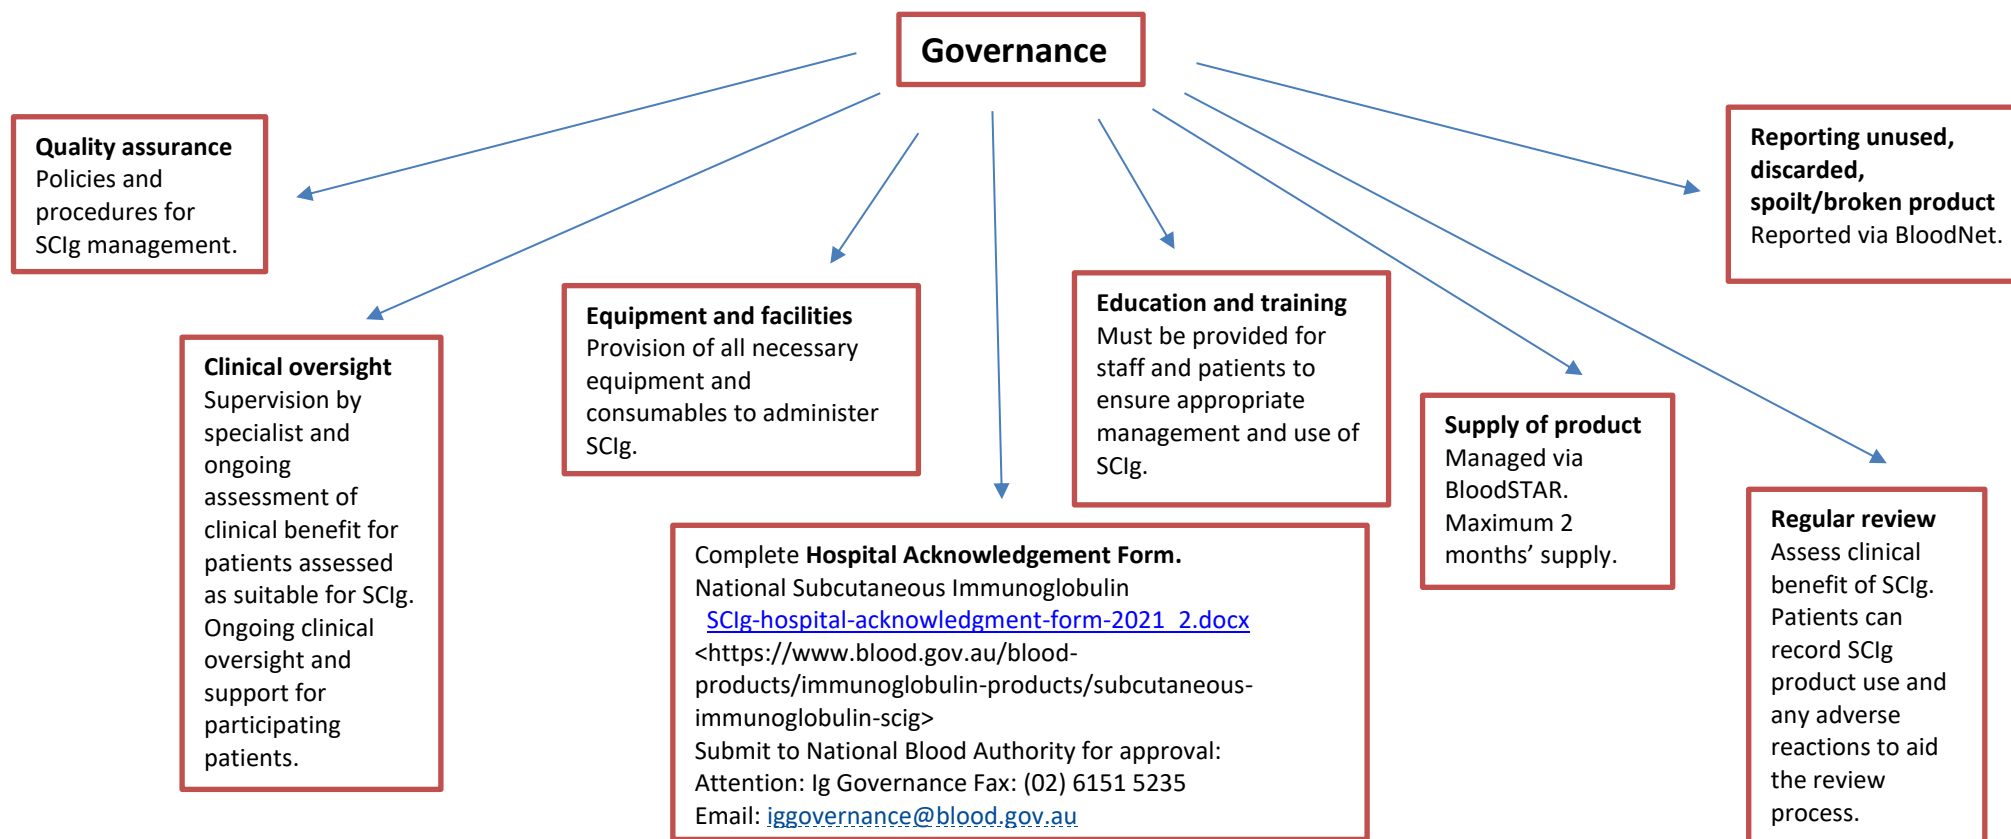 Governance
Quality assurance
Policies and
procedures for
SCIg management.
Clinical oversight
Supervision by
specialist and
ongoing
assessment of
clinical benefit for
patients assessed
as suitable for SCIg.
Ongoing clinical
oversight and
support for
participating
patients.
Equipment and facilities
Provision of all necessary
equipment and
consumables to administer
SCIg.
Complete Hospital Acknowledgement Form.
National Subcutaneous Immunoglobulin
SCIg-hospital-acknowledgment-form-2021_2.docx
<https://www.blood.gov.au/blood-
products/immunoglobulin-products/subcutaneous-
immunoglobulin-scig>
Submit to National Blood Authority for approval:
Attention: Ig Governance Fax: (02) 6151 5235
Email: iggovernance@blood.gov.au
Education and training
Must be provided for
staff and patients to
ensure appropriate
management and use of
SCIg.
Supply of product
Managed via
BloodSTAR.
Maximum 2
months’ supply.
Regular review
Assess clinical
benefit of SCIg.
Patients can
record SCIg
product use and
any adverse
reactions to aid
the review
process.
Reporting unused,
discarded,
spoilt/broken product
Reported via BloodNet.